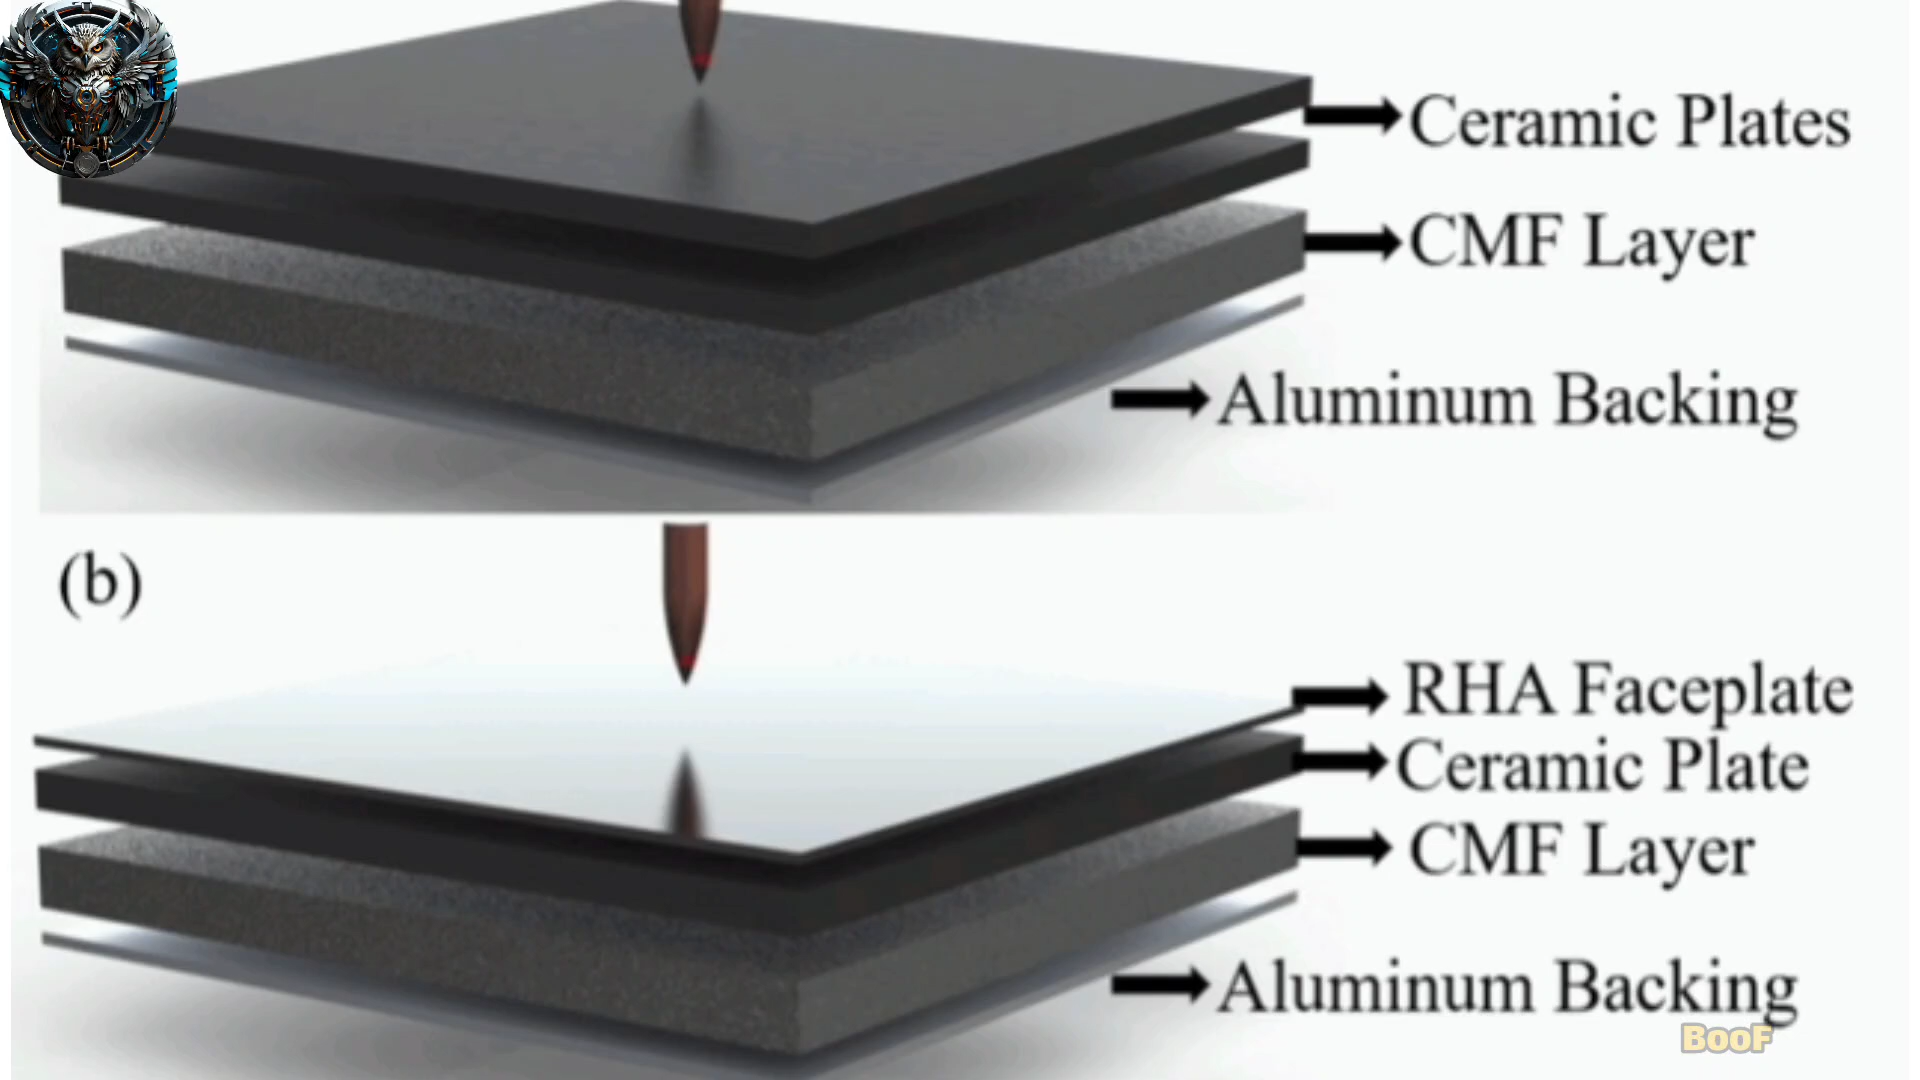 Ceramic Plates
CMF Layer
Aluminum Backing
(b)
RHA Faceplate
Ceramic Plate
CMF Layer
Aluminum Backing
BooF